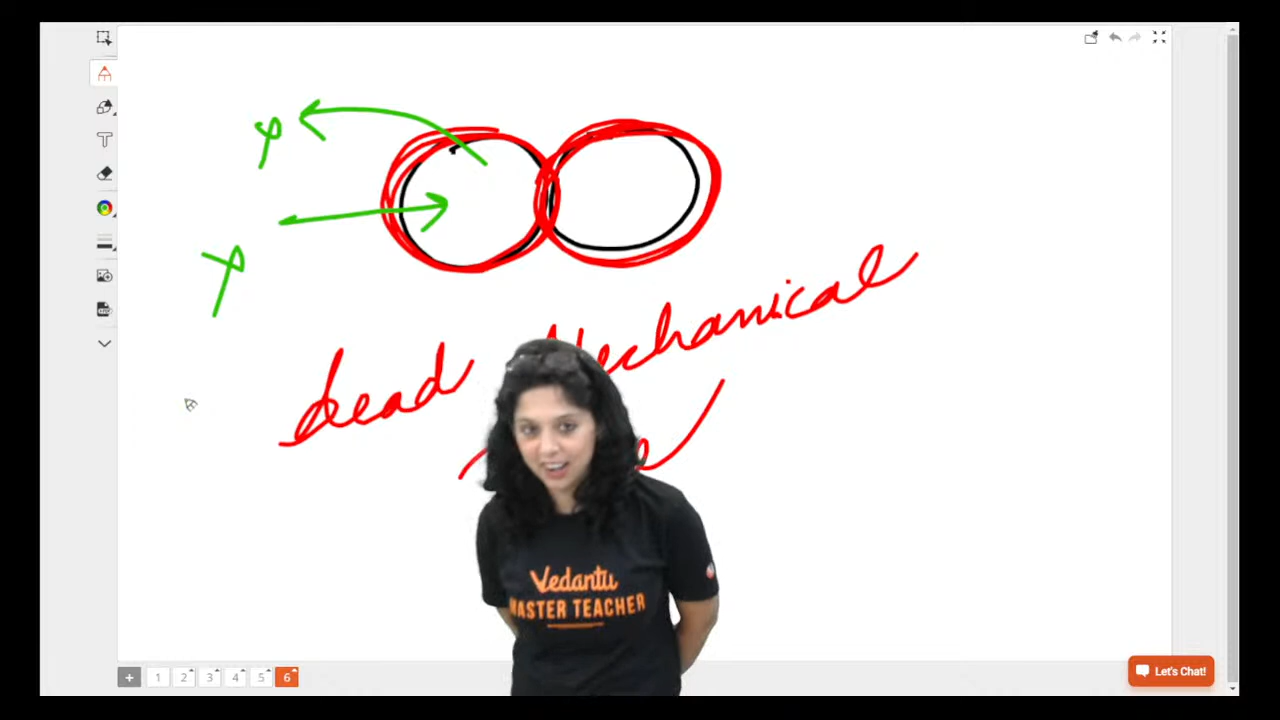 Y
Y
dead Mechanical
Vedantu
MASTER TEACHER
+ 1 2 3 4 5 6
Let's Chat!